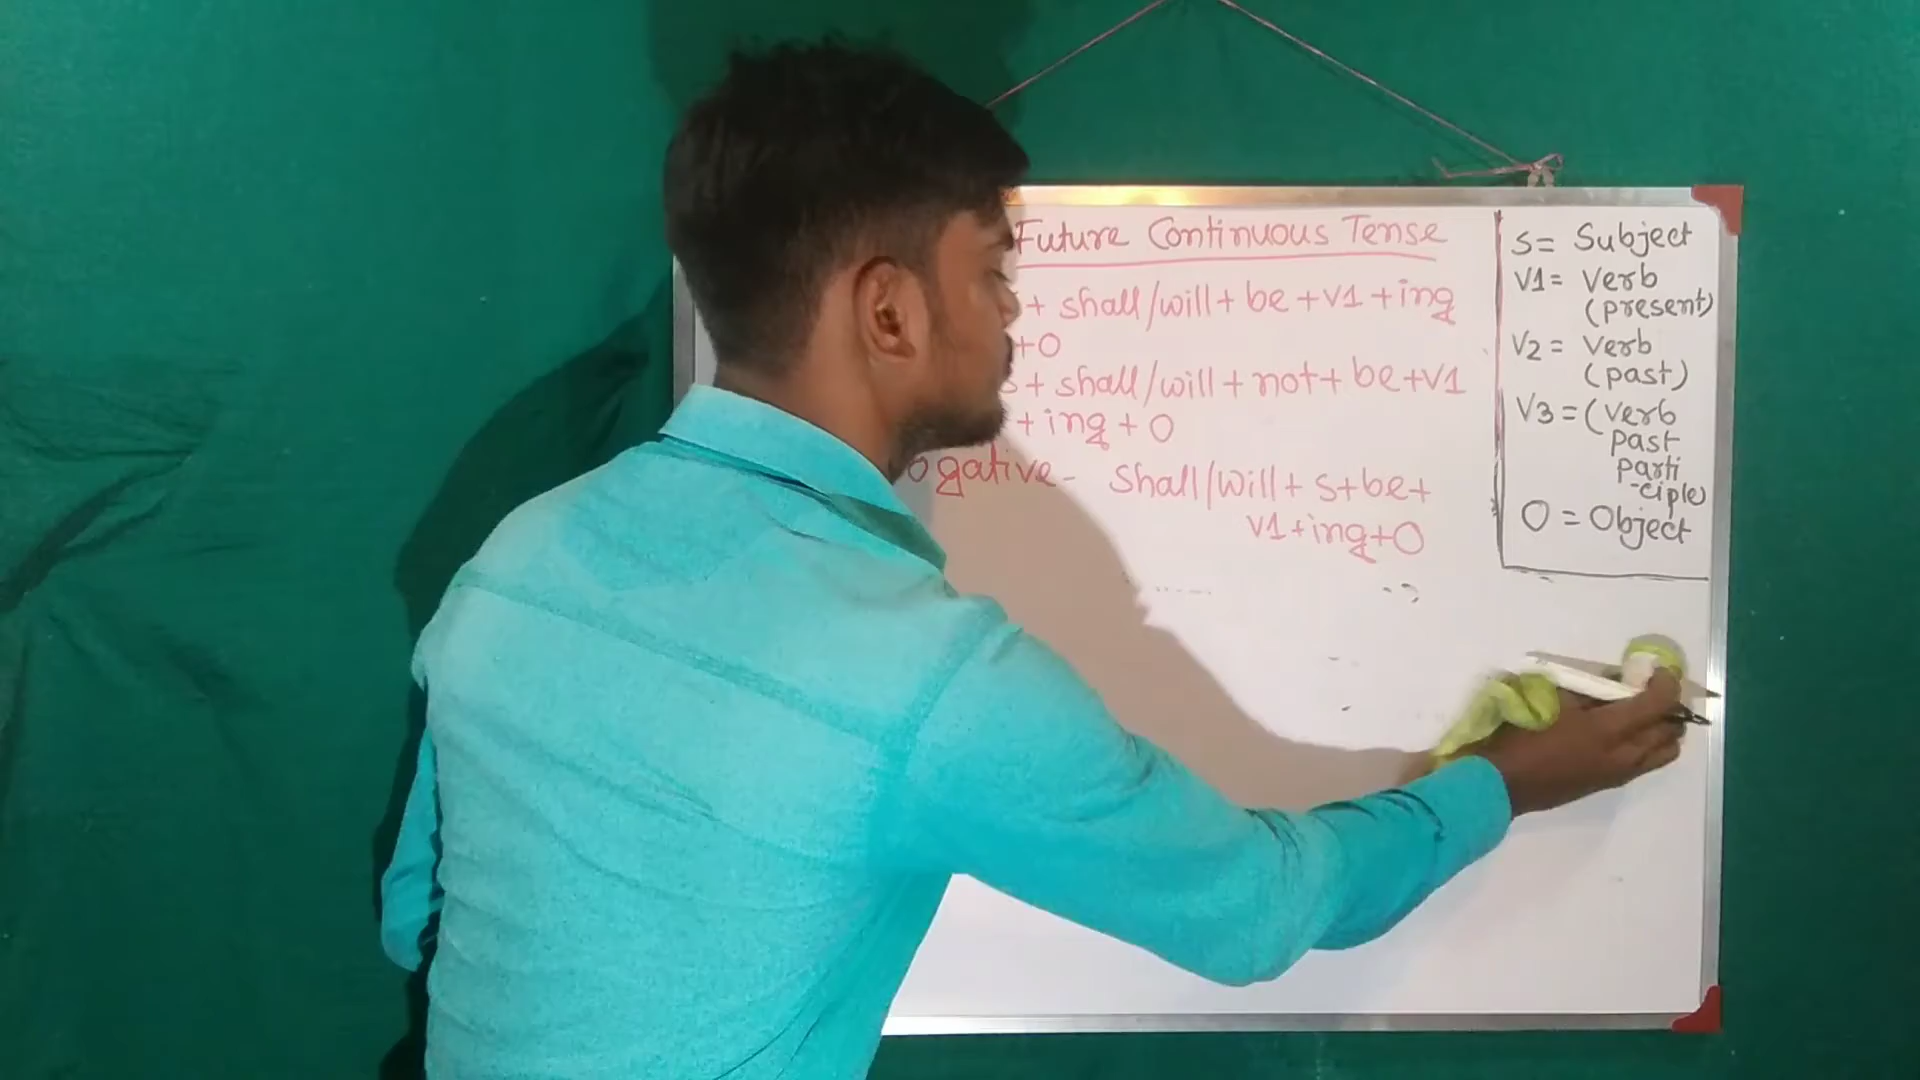 Future Continuous Tense
+ shall/will + be + V1 + ing
+O
s + shall/will + not + be + V1
+ ing + O
ogative - Shall/will + s + be +
V1 + ing + O
S = Subject
V1 = Verb
(present)
V2 = Verb
(past)
V3 = (Verb
past
parti
-ciple)
O = Object